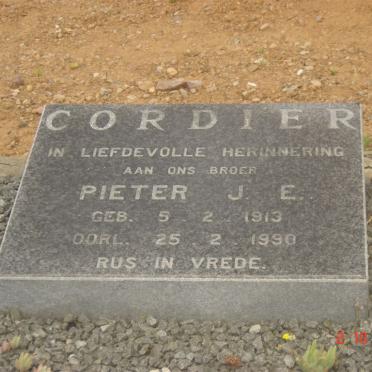 CORDIER
IN LIEFDEVOLLE HERINNERING
AAN ONS BROER
PIETER J. E.
GEB. 5. 2. 1913
OORL. 25. 2. 1990
RUS IN VREDE.